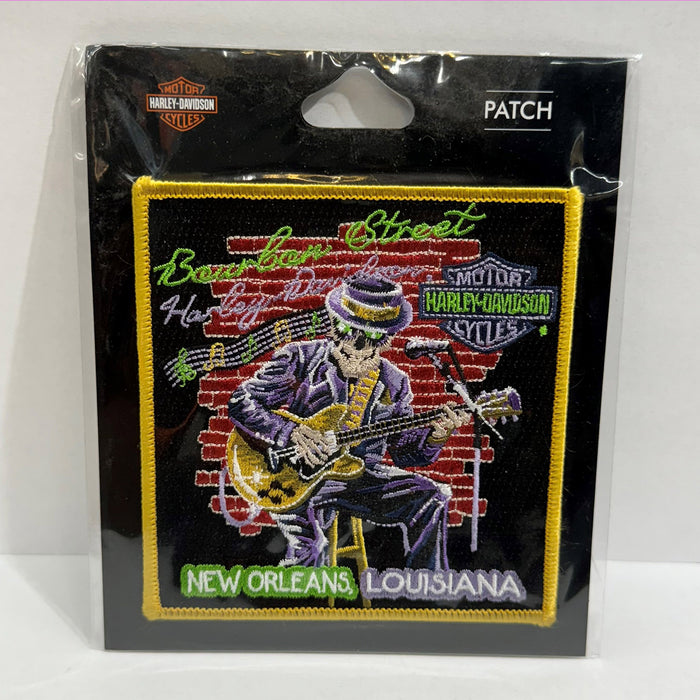 MOTOR
HARLEY-DAVIDSON
CYCLES
PATCH
Bourbon Street
Harley-Davidson
MOTOR
HARLEY-DAVIDSON
CYCLES
NEW ORLEANS, LOUISIANA